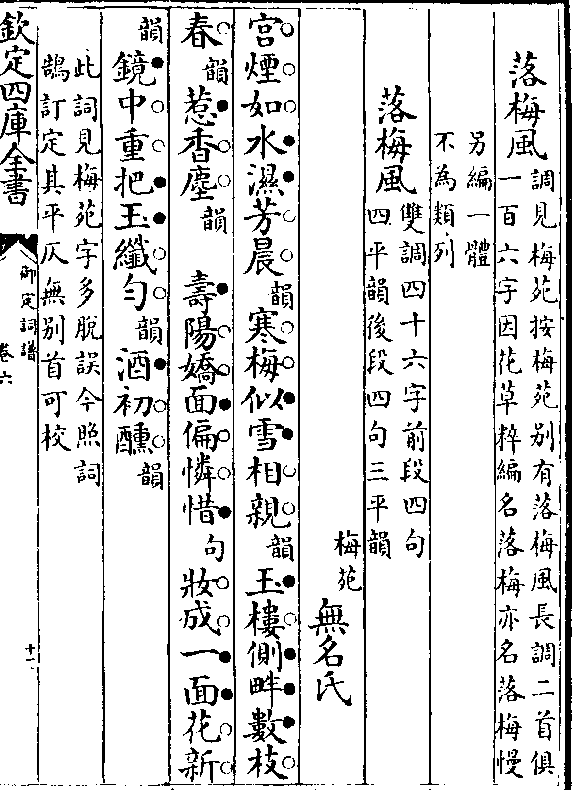 落梅風調見梅苑按梅苑别有落梅風長調二首俱
一百六字因花草粹編名落梅亦名落梅慢
另編一體
不為類列
落梅風雙調四十六字前段四句
四平韻後段四句三平韻
梅苑 無名氏
宫煙如水濕芳晨韻寒梅似雪相親韻玉樓側畔數枝
春韻惹香塵韻 壽陽嬌面偏憐惜句妝成一面花新
韻鏡中重把玉纖勻韻酒初醺韻
此詞見梅苑字多脱誤今照詞
鵠訂定其平仄無别首可校
欽定四庫全書
御定詞譜
卷六
十一